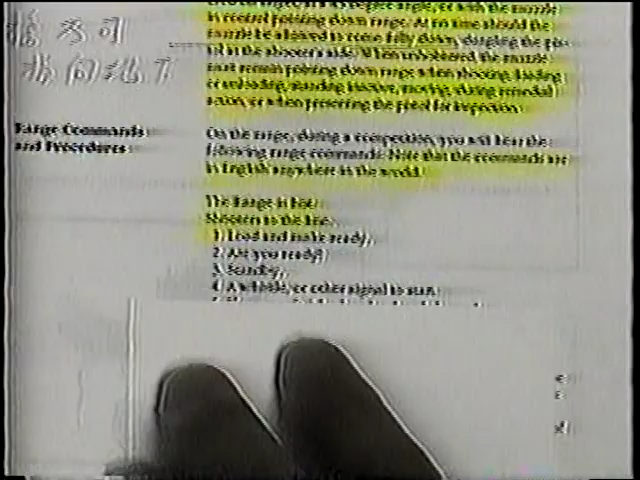 in control pointing down range. At no time should the
muzzle be allowed to come fully down, dangling the pis-
tol at the shooter's side. When unholstered, the muzzle
must remain pointing down range when shooting, loading
or unloading, standing inactive, moving, during remedial
action, or when presenting the pistol for inspection.
Range Commands
and Procedures
On the range, during a competition, you will hear the
following range commands. Note that the commands are
in English anywhere in the world.
The Range is hot.
Shooters to the line.
1. Load and make ready.
2. Are you ready?
3. Standby.
4. A whistle, or other signal to start.